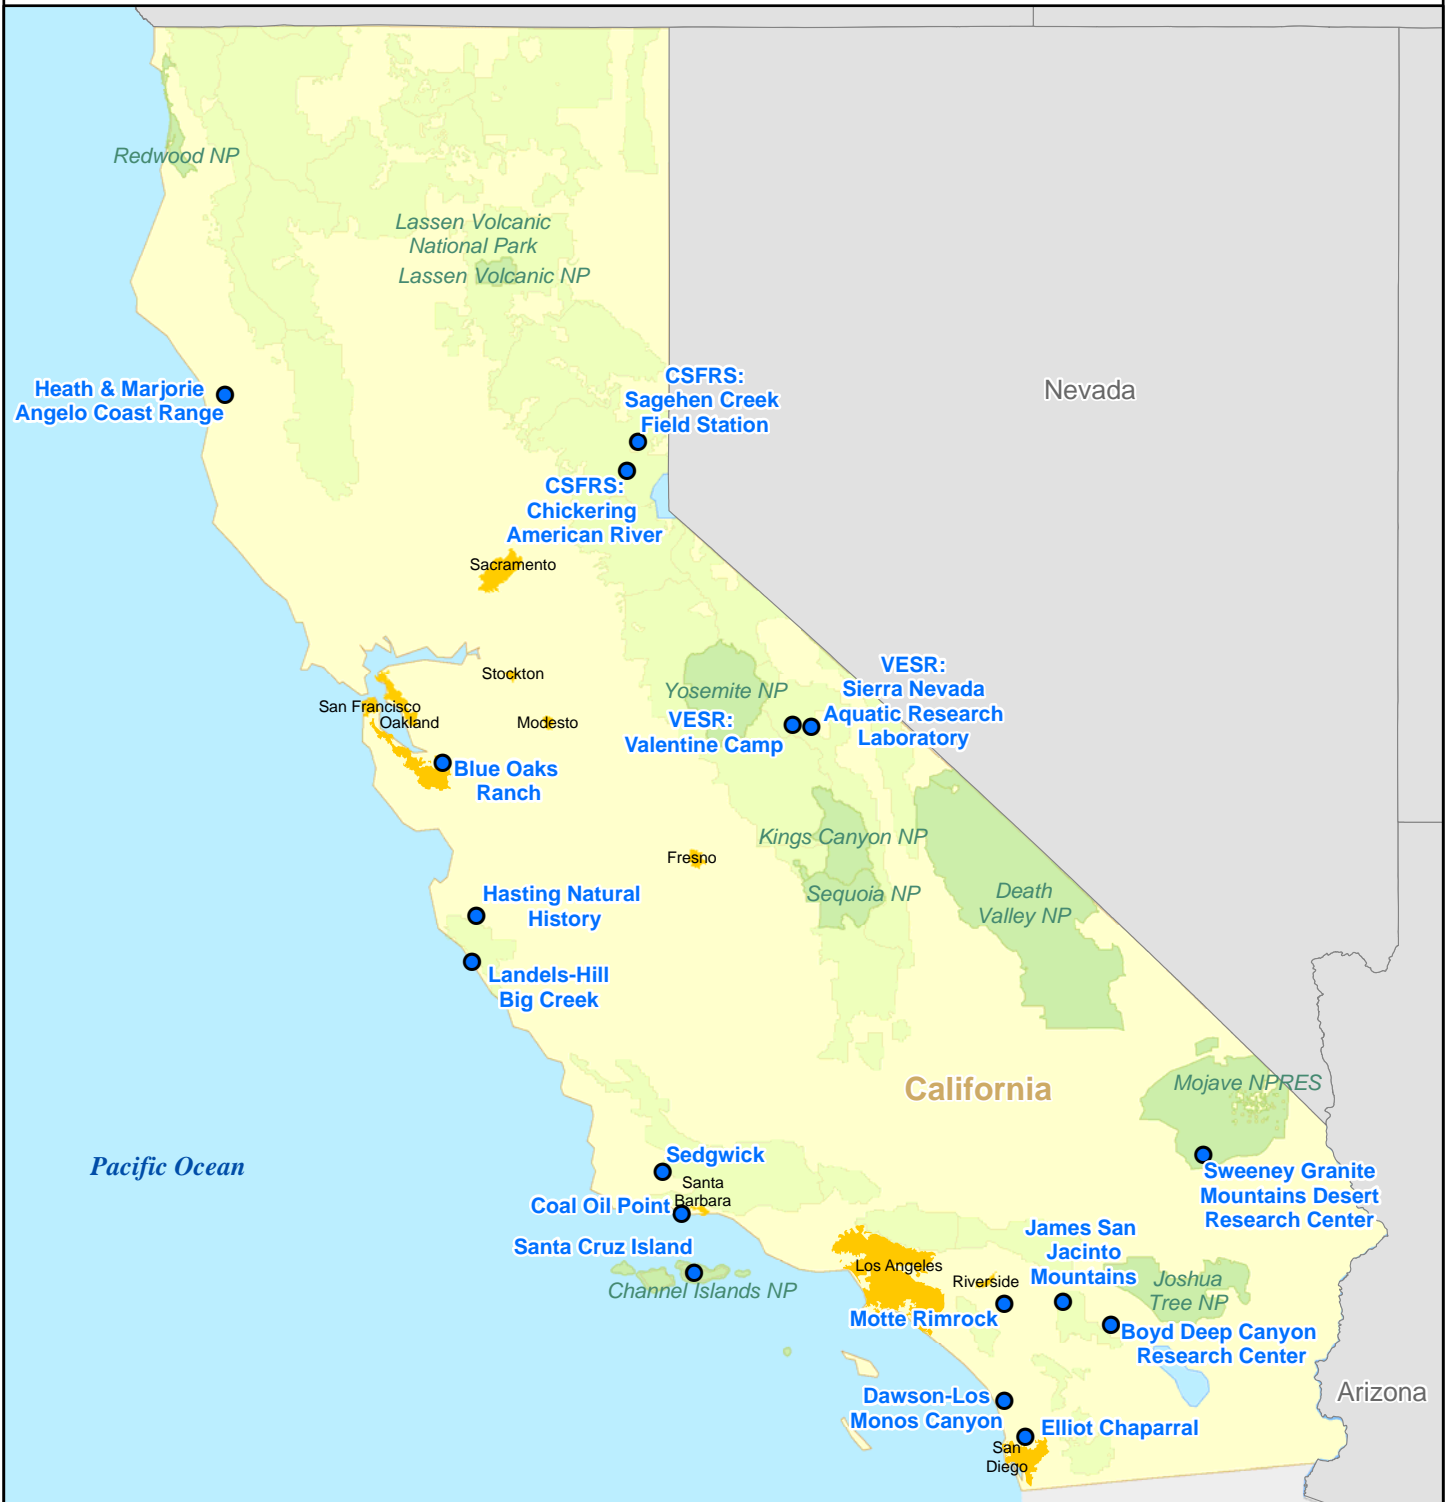 Redwood NP
Lassen Volcanic
National Park
Lassen Volcanic NP
Heath & Marjorie
Angelo Coast Range
CSFRS:
Sagehen Creek
Field Station
Nevada
CSFRS:
Chickering
American River
Sacramento
Stockton
San Francisco
Oakland
Modesto
Yosemite NP
VESR:
Valentine Camp
VESR:
Sierra Nevada
Aquatic Research
Laboratory
Blue Oaks
Ranch
Kings Canyon NP
Fresno
Sequoia NP
Death
Valley NP
Hasting Natural
History
Landels-Hill
Big Creek
California
Mojave NPRES
Pacific Ocean
Sedgwick
Santa
Barbara
Coal Oil Point
Sweeney Granite
Mountains Desert
Research Center
Santa Cruz Island
Channel Islands NP
Los Angeles
Riverside
James San
Jacinto
Mountains
Joshua
Tree NP
Motte Rimrock
Boyd Deep Canyon
Research Center
Dawson-Los
Monos Canyon
Elliot Chaparral
San
Diego
Arizona